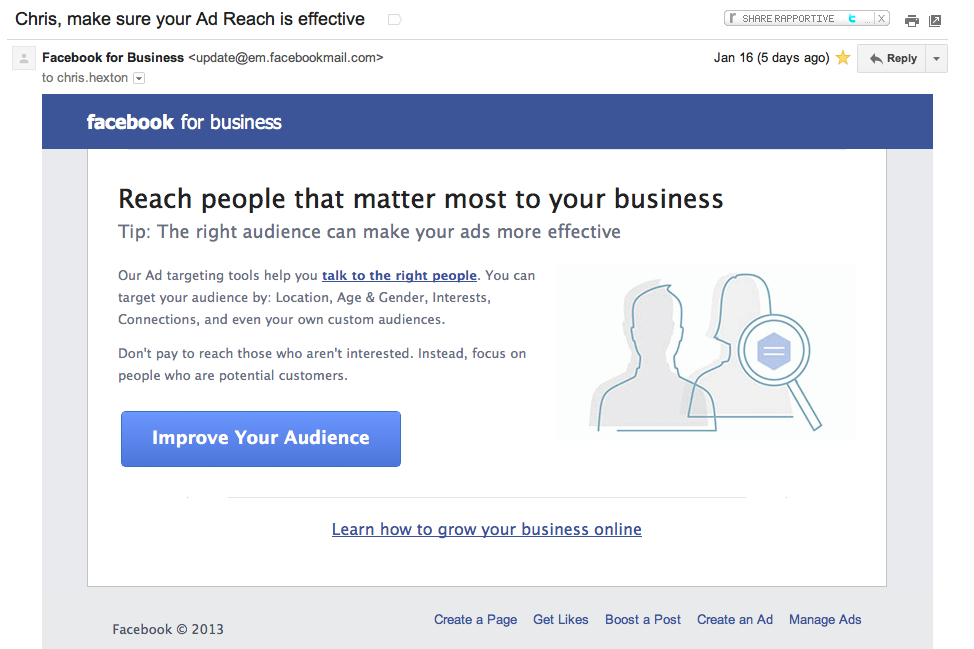 Chris, make sure your Ad Reach is effective
r SHARE RAPPORTIVE t ... X
Facebook for Business <update@em.facebookmail.com>
Jan 16 (5 days ago) Reply
to chris.hexton
facebook for business
Reach people that matter most to your business
Tip: The right audience can make your ads more effective
Our Ad targeting tools help you talk to the right people. You can
target your audience by: Location, Age & Gender, Interests,
Connections, and even your own custom audiences.
Don't pay to reach those who aren't interested. Instead, focus on
people who are potential customers.
Improve Your Audience
Learn how to grow your business online
Facebook © 2013
Create a Page Get Likes Boost a Post Create an Ad Manage Ads